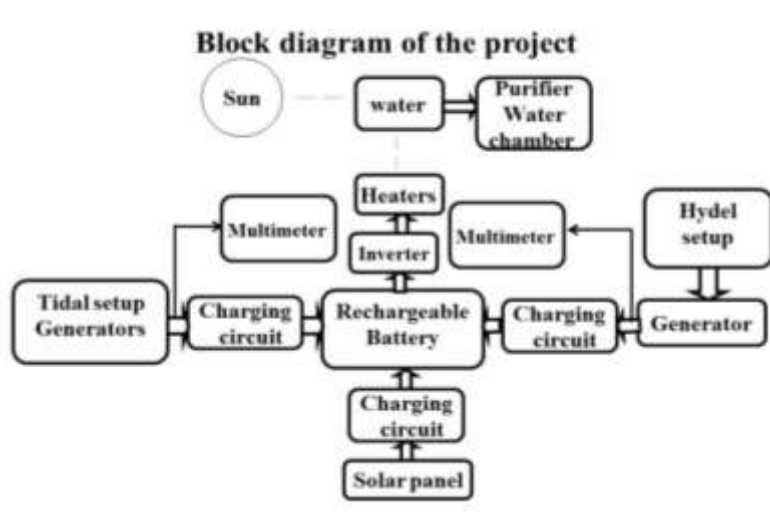 Block diagram of the project
Sun
water
Purifier
Water
chamber
Heaters
Multimeter
Inverter
Multimeter
Hydel
setup
Tidal setup
Generators
Charging
circuit
Rechargeable
Battery
Charging
circuit
Generator
Charging
circuit
Solar panel